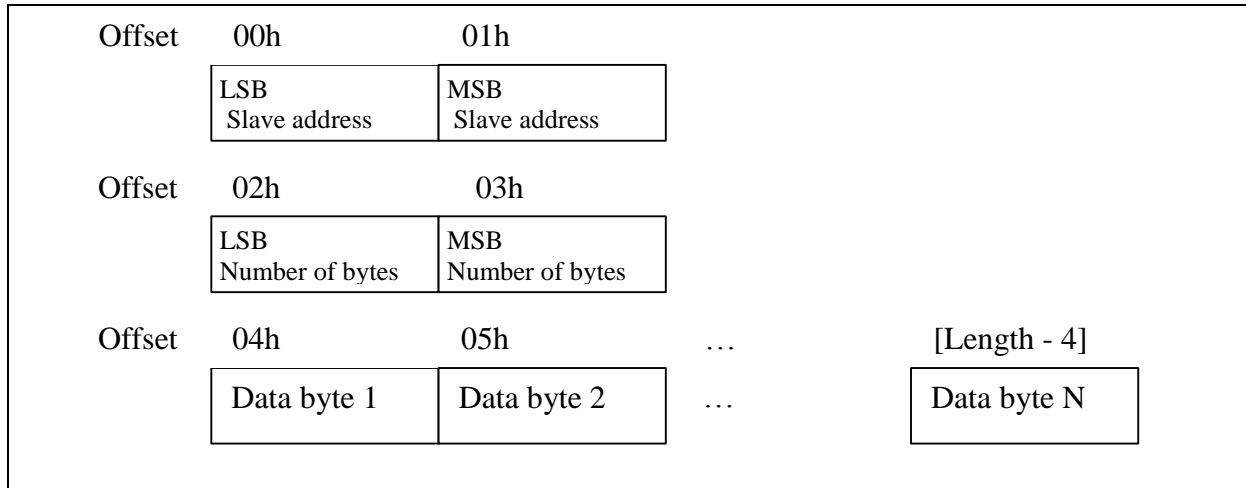 Offset 00h 01h
LSB MSB
Slave address Slave address
Offset 02h 03h
LSB MSB
Number of bytes Number of bytes
Offset 04h 05h … [Length - 4]
Data byte 1 Data byte 2 … Data byte N